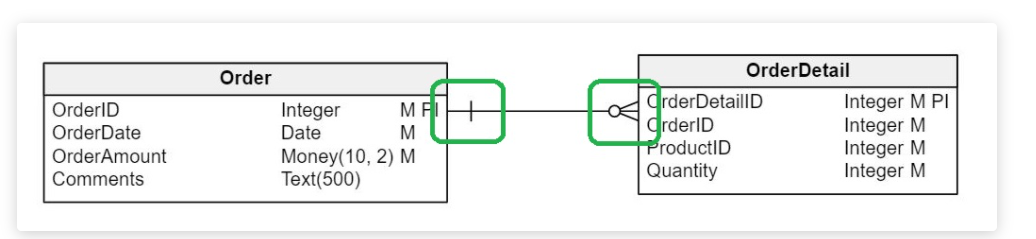 Order
OrderID Integer M PI
OrderDate Date M
OrderAmount Money(10, 2) M
Comments Text(500)
OrderDetail
OrderDetailID Integer M PI
OrderID Integer M
ProductID Integer M
Quantity Integer M